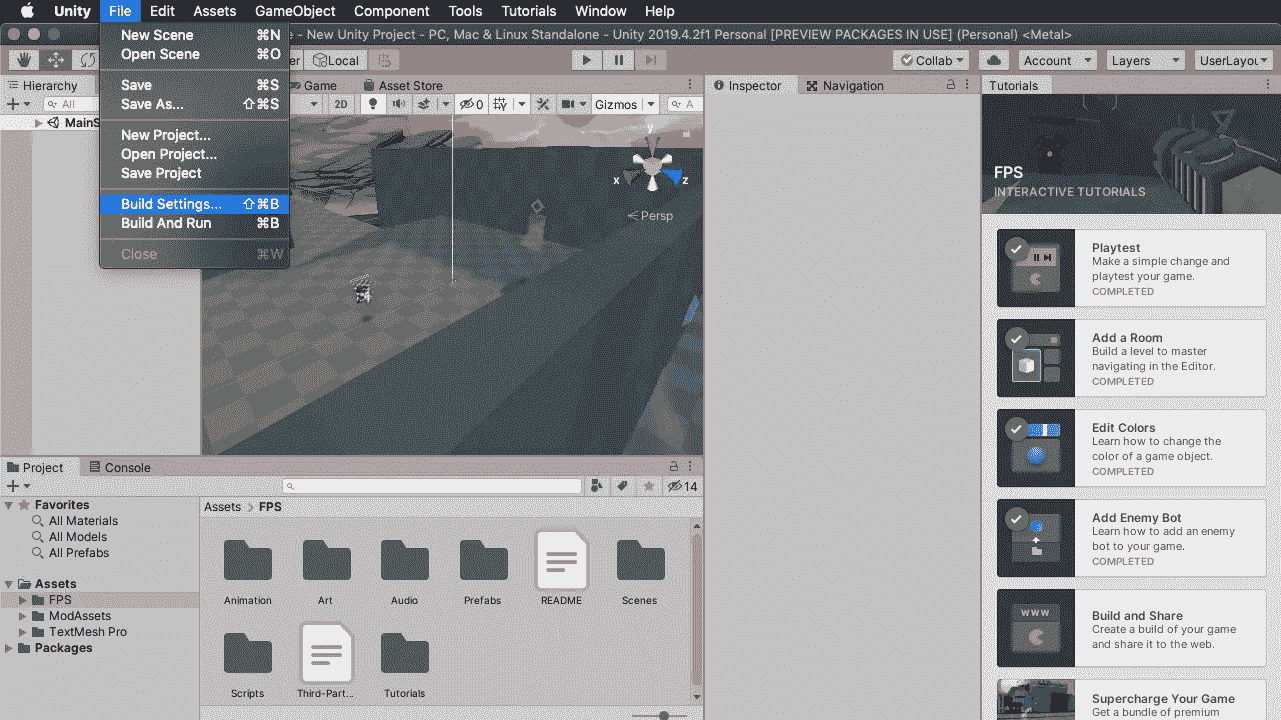 Unity File Edit Assets GameObject Component Tools Tutorials Window Help
- New Unity Project - PC, Mac & Linux Standalone - Unity 2019.4.2f1 Personal [PREVIEW PACKAGES IN USE] (Personal) <Metal>
New Scene ⌘N
Open Scene ⌘O
Save ⌘S
Save As... ⇧⌘S
New Project...
Open Project...
Save Project
Build Settings... ⇧⌘B
Build And Run ⌘B
Close ⌘W
Local
Collab
Account
Layers
UserLayou
Hierarchy
All
Game
Asset Store
2D
0
Gizmos
A
y
x
z
Persp
Inspector
Navigation
Tutorials
FPS
INTERACTIVE TUTORIALS
Playtest
Make a simple change and
playtest your game.
COMPLETED
Add a Room
Build a level to master
navigating in the Editor.
COMPLETED
Edit Colors
Learn how to change the
color of a game object.
COMPLETED
Add Enemy Bot
Learn how to add an enemy
bot to your game.
COMPLETED
WWW
Build and Share
Create a build of your game
and share it to the web.
Supercharge Your Game
Get a bundle of premium
Project
Console
14
Favorites
All Materials
All Models
All Prefabs
Assets
FPS
ModAssets
TextMesh Pro
Packages
Assets > FPS
Animation
Art
Audio
Prefabs
README
Scenes
Scripts
Third-Part...
Tutorials